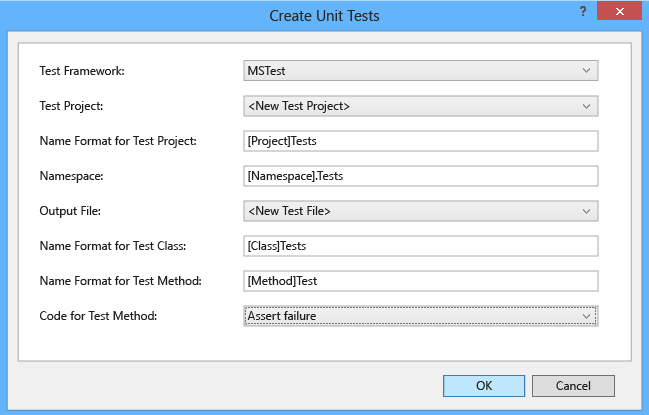 Create Unit Tests
?
Test Framework: MSTest
Test Project: <New Test Project>
Name Format for Test Project: [Project]Tests
Namespace: [Namespace].Tests
Output File: <New Test File>
Name Format for Test Class: [Class]Tests
Name Format for Test Method: [Method]Test
Code for Test Method: Assert failure
OK Cancel